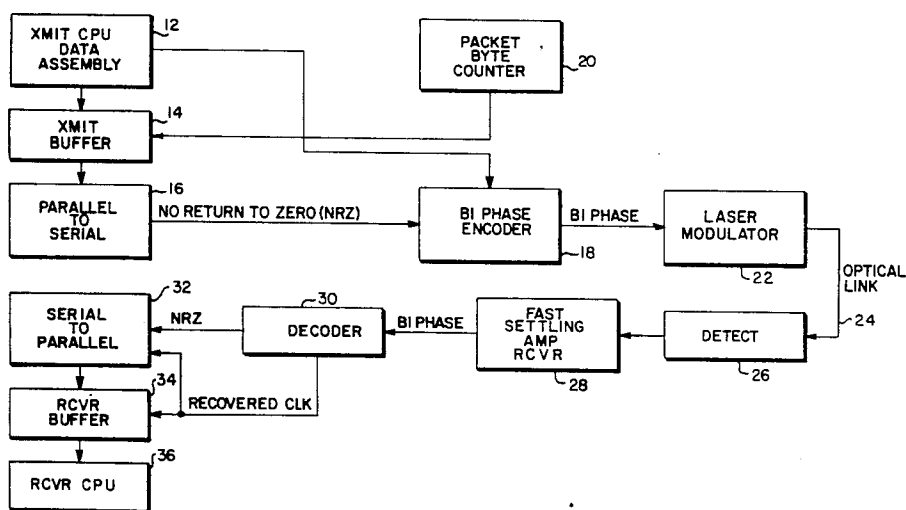 12
XMIT CPU
DATA
ASSEMBLY
PACKET
BYTE
COUNTER
20
14
XMIT
BUFFER
16
PARALLEL
TO
SERIAL
NO RETURN TO ZERO (NRZ)
BI PHASE
ENCODER
18
BI PHASE
LASER
MODULATOR
22
OPTICAL
LINK
24
32
SERIAL
TO
PARALLEL
NRZ
30
DECODER
BI PHASE
FAST
SETTLING
AMP
RCVR
28
DETECT
26
34
RCVR
BUFFER
RECOVERED CLK
36
RCVR CPU